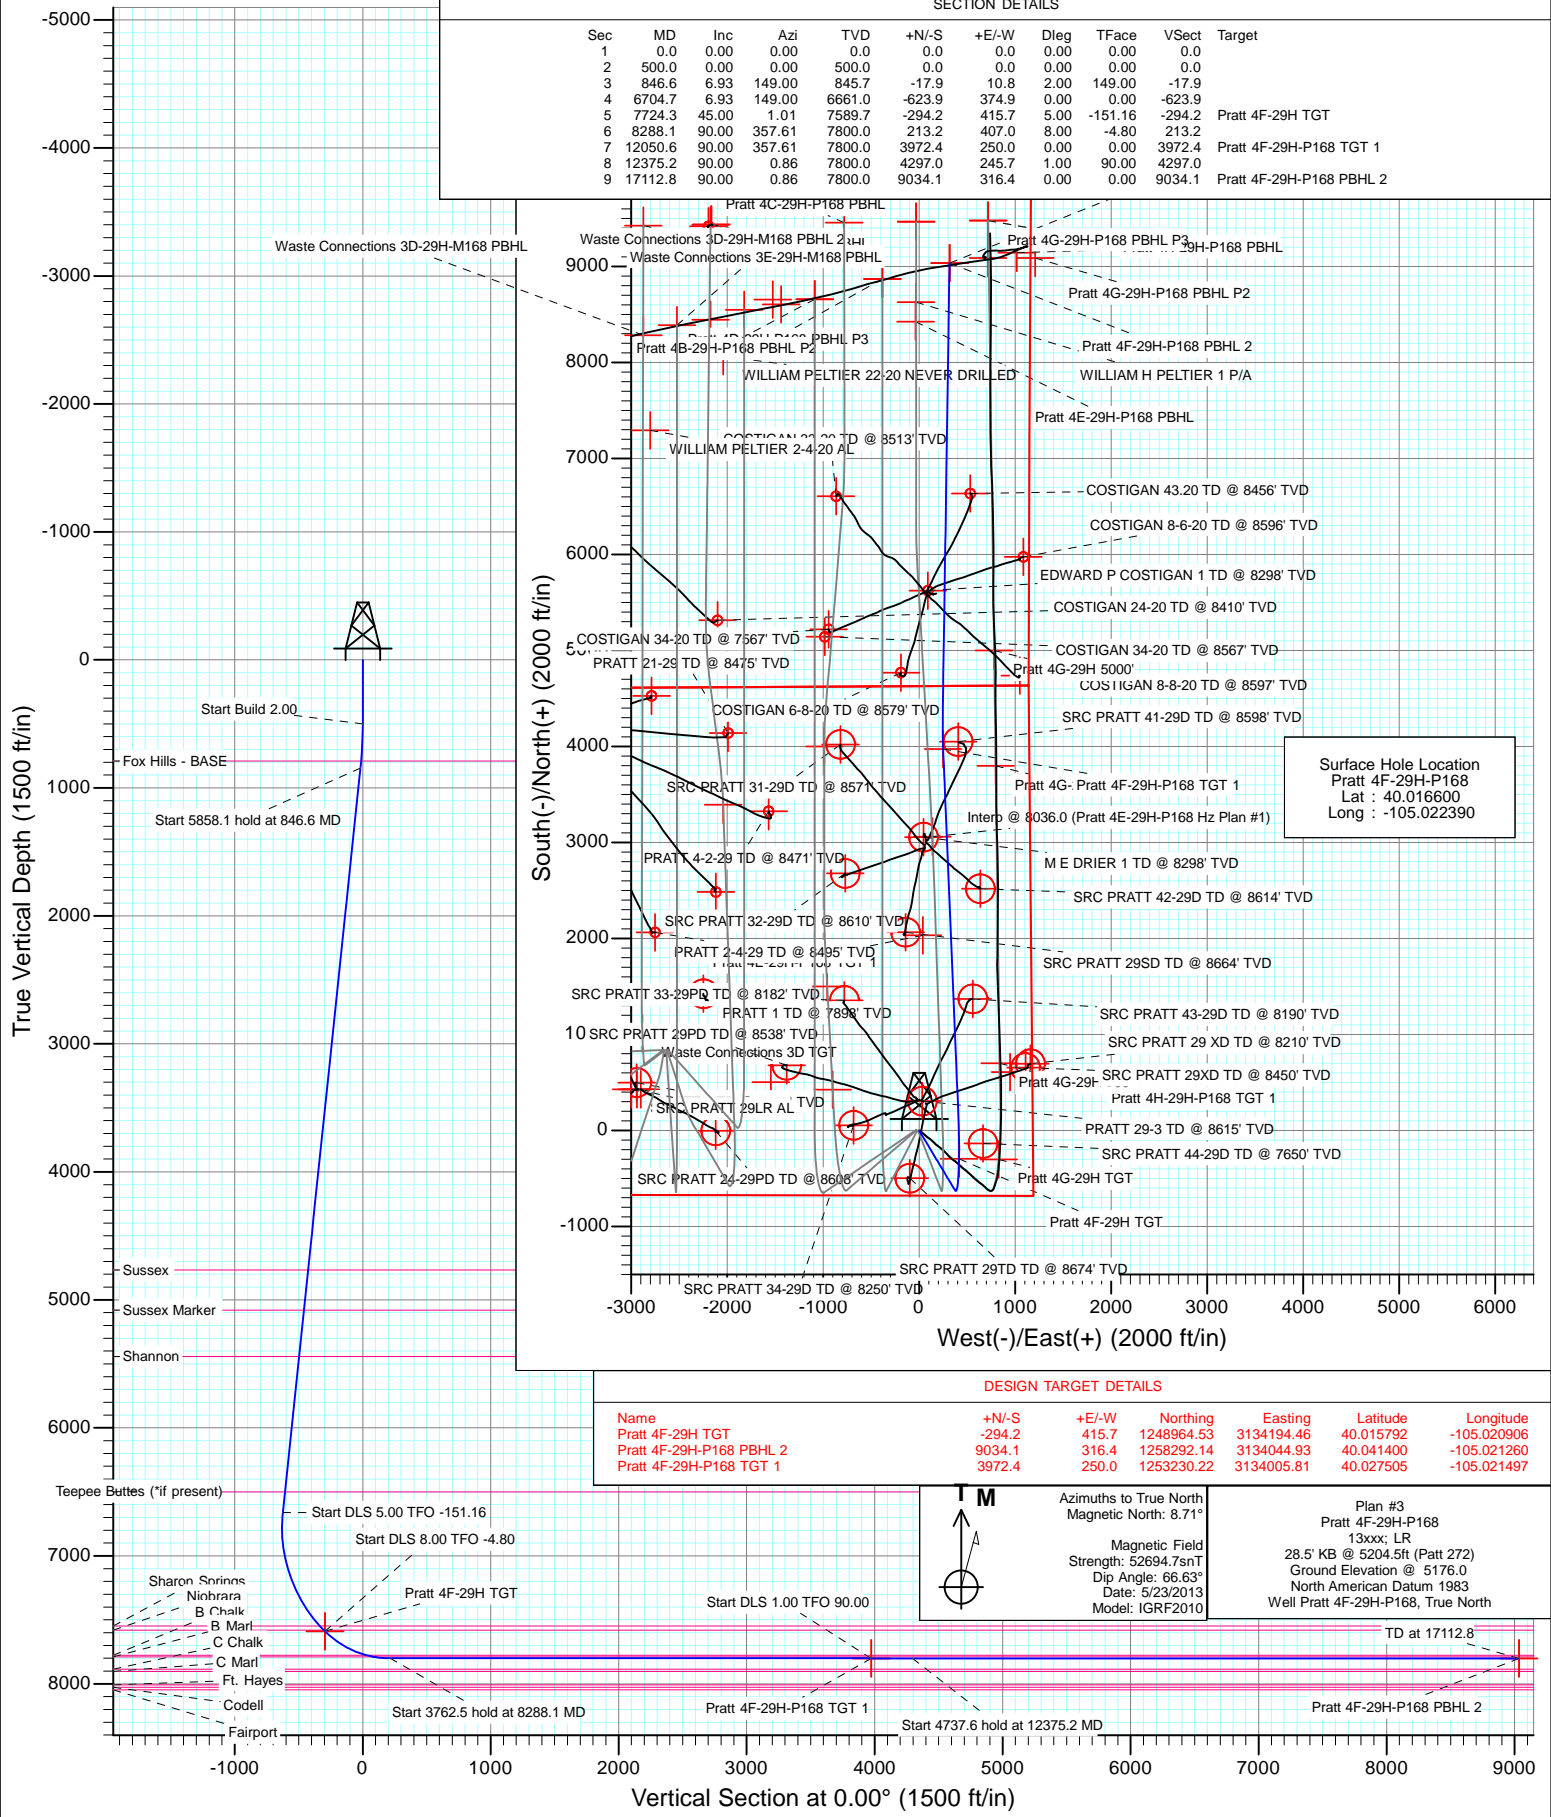 SECTION DETAILS
Sec MD Inc Azi TVD +N/-S +E/-W Dleg TFace VSect Target
1 0.0 0.00 0.00 0.0 0.0 0.0 0.00 0.00 0.0
2 500.0 0.00 0.00 500.0 0.0 0.0 0.00 0.00 0.0
3 846.6 6.93 149.00 845.7 -17.9 10.8 2.00 149.00 -17.9
4 6704.7 6.93 149.00 6661.0 -623.9 374.9 0.00 0.00 -623.9
5 7724.3 45.00 1.01 7589.7 -294.2 415.7 5.00 -151.16 -294.2 Pratt 4F-29H TGT
6 8288.1 90.00 357.61 7800.0 213.2 407.0 8.00 -4.80 213.2
7 12050.6 90.00 357.61 7800.0 3972.4 250.0 0.00 0.00 3972.4 Pratt 4F-29H-P168 TGT 1
8 12375.2 90.00 0.86 7800.0 4297.0 245.7 1.00 90.00 4297.0
9 17112.8 90.00 0.86 7800.0 9034.1 316.4 0.00 0.00 9034.1 Pratt 4F-29H-P168 PBHL 2
True Vertical Depth (1500 ft/in)
-5000
-4000
-3000
-2000
-1000
0
1000
2000
3000
4000
5000
6000
7000
8000
Start Build 2.00
Fox Hills - BASE
Start 5858.1 hold at 846.6 MD
Sussex
Sussex Marker
Shannon
Teepee Buttes (*if present)
Start DLS 5.00 TFO -151.16
Start DLS 8.00 TFO -4.80
Pratt 4F-29H TGT
Sharon Springs
Niobrara
B Chalk
B Marl
C Chalk
C Marl
Ft. Hayes
Codell
Fairport
Start 3762.5 hold at 8288.1 MD
Start DLS 1.00 TFO 90.00
Pratt 4F-29H-P168 TGT 1
Start 4737.6 hold at 12375.2 MD
TD at 17112.8
Pratt 4F-29H-P168 PBHL 2
-1000 0 1000 2000 3000 4000 5000 6000 7000 8000 9000
Vertical Section at 0.00° (1500 ft/in)
South(-)/North(+) (2000 ft/in)
9000
8000
7000
6000
4000
3000
2000
0
-1000
-3000 -2000 -1000 0 1000 2000 3000 4000 5000 6000
West(-)/East(+) (2000 ft/in)
Pratt 4C-29H-P168 PBHL
Waste Connections 3D-29H-M168 PBHL
Waste Connections 3D-29H-M168 PBHL 2
Waste Connections 3E-29H-M168 PBHL
Pratt 4G-29H-P168 PBHL P3
29H-P168 PBHL
Pratt 4G-29H-P168 PBHL P2
PBHL P3
Pratt 4B-29H-P168 PBHL P2
Pratt 4F-29H-P168 PBHL 2
WILLIAM PELTIER 22-20 NEVER DRILLED
WILLIAM H PELTIER 1 P/A
Pratt 4E-29H-P168 PBHL
TD @ 8513' TVD
WILLIAM PELTIER 2-4-20 AL
COSTIGAN 43.20 TD @ 8456' TVD
COSTIGAN 8-6-20 TD @ 8596' TVD
EDWARD P COSTIGAN 1 TD @ 8298' TVD
COSTIGAN 24-20 TD @ 8410' TVD
COSTIGAN 34-20 TD @ 7567' TVD
COSTIGAN 34-20 TD @ 8567' TVD
PRATT 21-29 TD @ 8475' TVD
Pratt 4G-29H 5000'
COSTIGAN 8-8-20 TD @ 8597' TVD
COSTIGAN 6-8-20 TD @ 8579' TVD
SRC PRATT 41-29D TD @ 8598' TVD
SRC PRATT 31-29D TD @ 8571' TVD
Pratt 4G- Pratt 4F-29H-P168 TGT 1
Interp @ 8036.0 (Pratt 4E-29H-P168 Hz Plan #1)
PRATT 4-2-29 TD @ 8471' TVD
M E DRIER 1 TD @ 8298' TVD
SRC PRATT 42-29D TD @ 8614' TVD
SRC PRATT 32-29D TD @ 8610' TVD
PRATT 2-4-29 TD @ 8495' TVD
SRC PRATT 29SD TD @ 8664' TVD
SRC PRATT 33-29PD TD @ 8182' TVD
PRATT 1 TD @ 7898' TVD
SRC PRATT 43-29D TD @ 8190' TVD
SRC PRATT 29PD TD @ 8538' TVD
Waste Connections 3D TGT
SRC PRATT 29 XD TD @ 8210' TVD
SRC PRATT 29XD TD @ 8450' TVD
Pratt 4G-29H
Pratt 4H-29H-P168 TGT 1
SRC PRATT 29LR AL
TVD
PRATT 29-3 TD @ 8615' TVD
SRC PRATT 44-29D TD @ 7650' TVD
SRC PRATT 24-29PD TD @ 8608' TVD
Pratt 4G-29H TGT
Pratt 4F-29H TGT
SRC PRATT 29TD TD @ 8674' TVD
SRC PRATT 34-29D TD @ 8250' TVD
Surface Hole Location
Pratt 4F-29H-P168
Lat : 40.016600
Long : -105.022390
DESIGN TARGET DETAILS
Name +N/-S +E/-W Northing Easting Latitude Longitude
Pratt 4F-29H TGT -294.2 415.7 1248964.53 3134194.46 40.015792 -105.020906
Pratt 4F-29H-P168 PBHL 2 9034.1 316.4 1258292.14 3134044.93 40.041400 -105.021260
Pratt 4F-29H-P168 TGT 1 3972.4 250.0 1253230.22 3134005.81 40.027505 -105.021497
T M
Azimuths to True North
Magnetic North: 8.71°
Magnetic Field
Strength: 52694.7snT
Dip Angle: 66.63°
Date: 5/23/2013
Model: IGRF2010
Plan #3
Pratt 4F-29H-P168
13xxx; LR
28.5' KB @ 5204.5ft (Patt 272)
Ground Elevation @ 5176.0
North American Datum 1983
Well Pratt 4F-29H-P168, True North